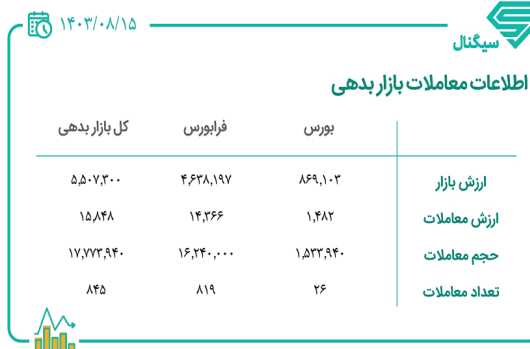 ۱۴۰۳/۰۸/۱۵
سیگنال
اطلاعات معاملات بازار بدهی
بورس فرابورس کل بازار بدهی
ارزش بازار ۸۶۹,۱۰۳ ۴,۶۳۸,۱۹۷ ۵,۵۰۷,۳۰۰
ارزش معاملات ۱,۴۸۲ ۱۴,۳۶۶ ۱۵,۸۴۸
حجم معاملات ۱,۵۳۳,۹۴۰ ۱۶,۲۴۰,۰۰۰ ۱۷,۷۷۳,۹۴۰
تعداد معاملات ۲۶ ۸۱۹ ۸۴۵